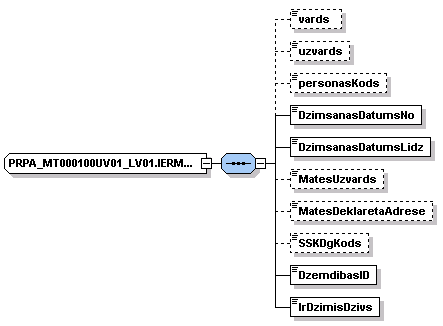 vards
uzvards
personasKods
DzimsanasDatumsNo
PRPA_MT000100UV01_LV01.IERM...
DzimsanasDatumsLidz
MatesUzvards
MatesDeklaretaAdrese
SSKDgKods
DzemdibasID
IrDzimisDzivs